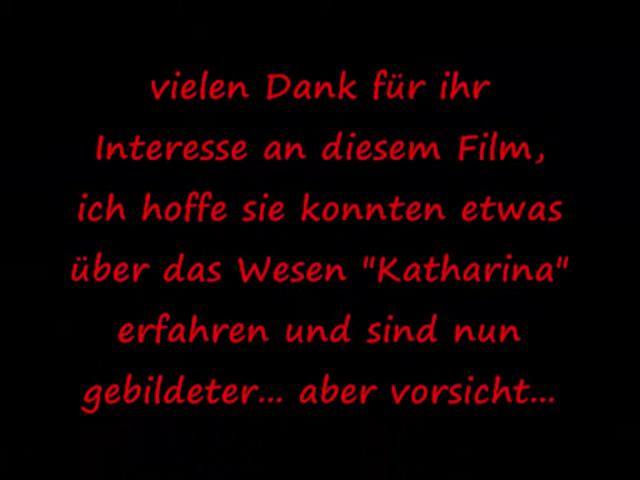 vielen Dank für ihr
Interesse an diesem Film,
ich hoffe sie konnten etwas
über das Wesen "Katharina"
erfahren und sind nun
gebildeter... aber vorsicht...